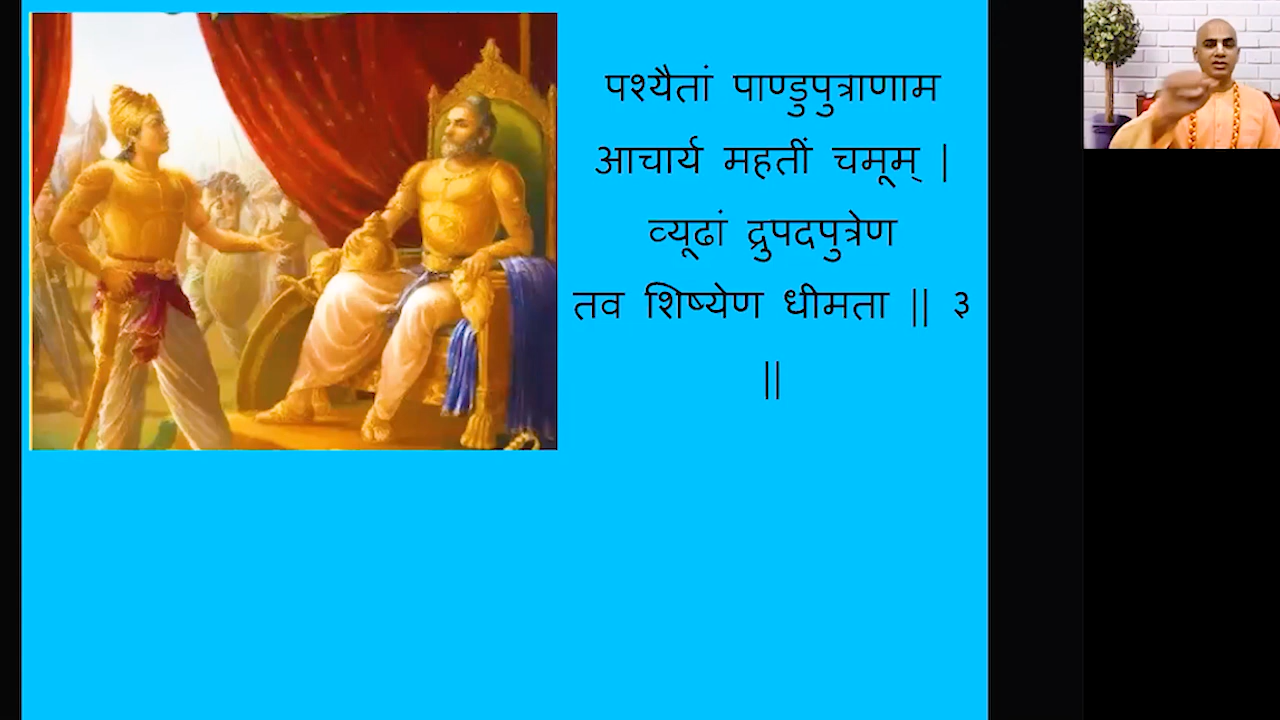 पश्यैतां पाण्डुपुत्राणाम
आचार्य महतीं चमूम् |
व्यूढां द्रुपदपुत्रेण
तव शिष्येण धीमता || ३
||